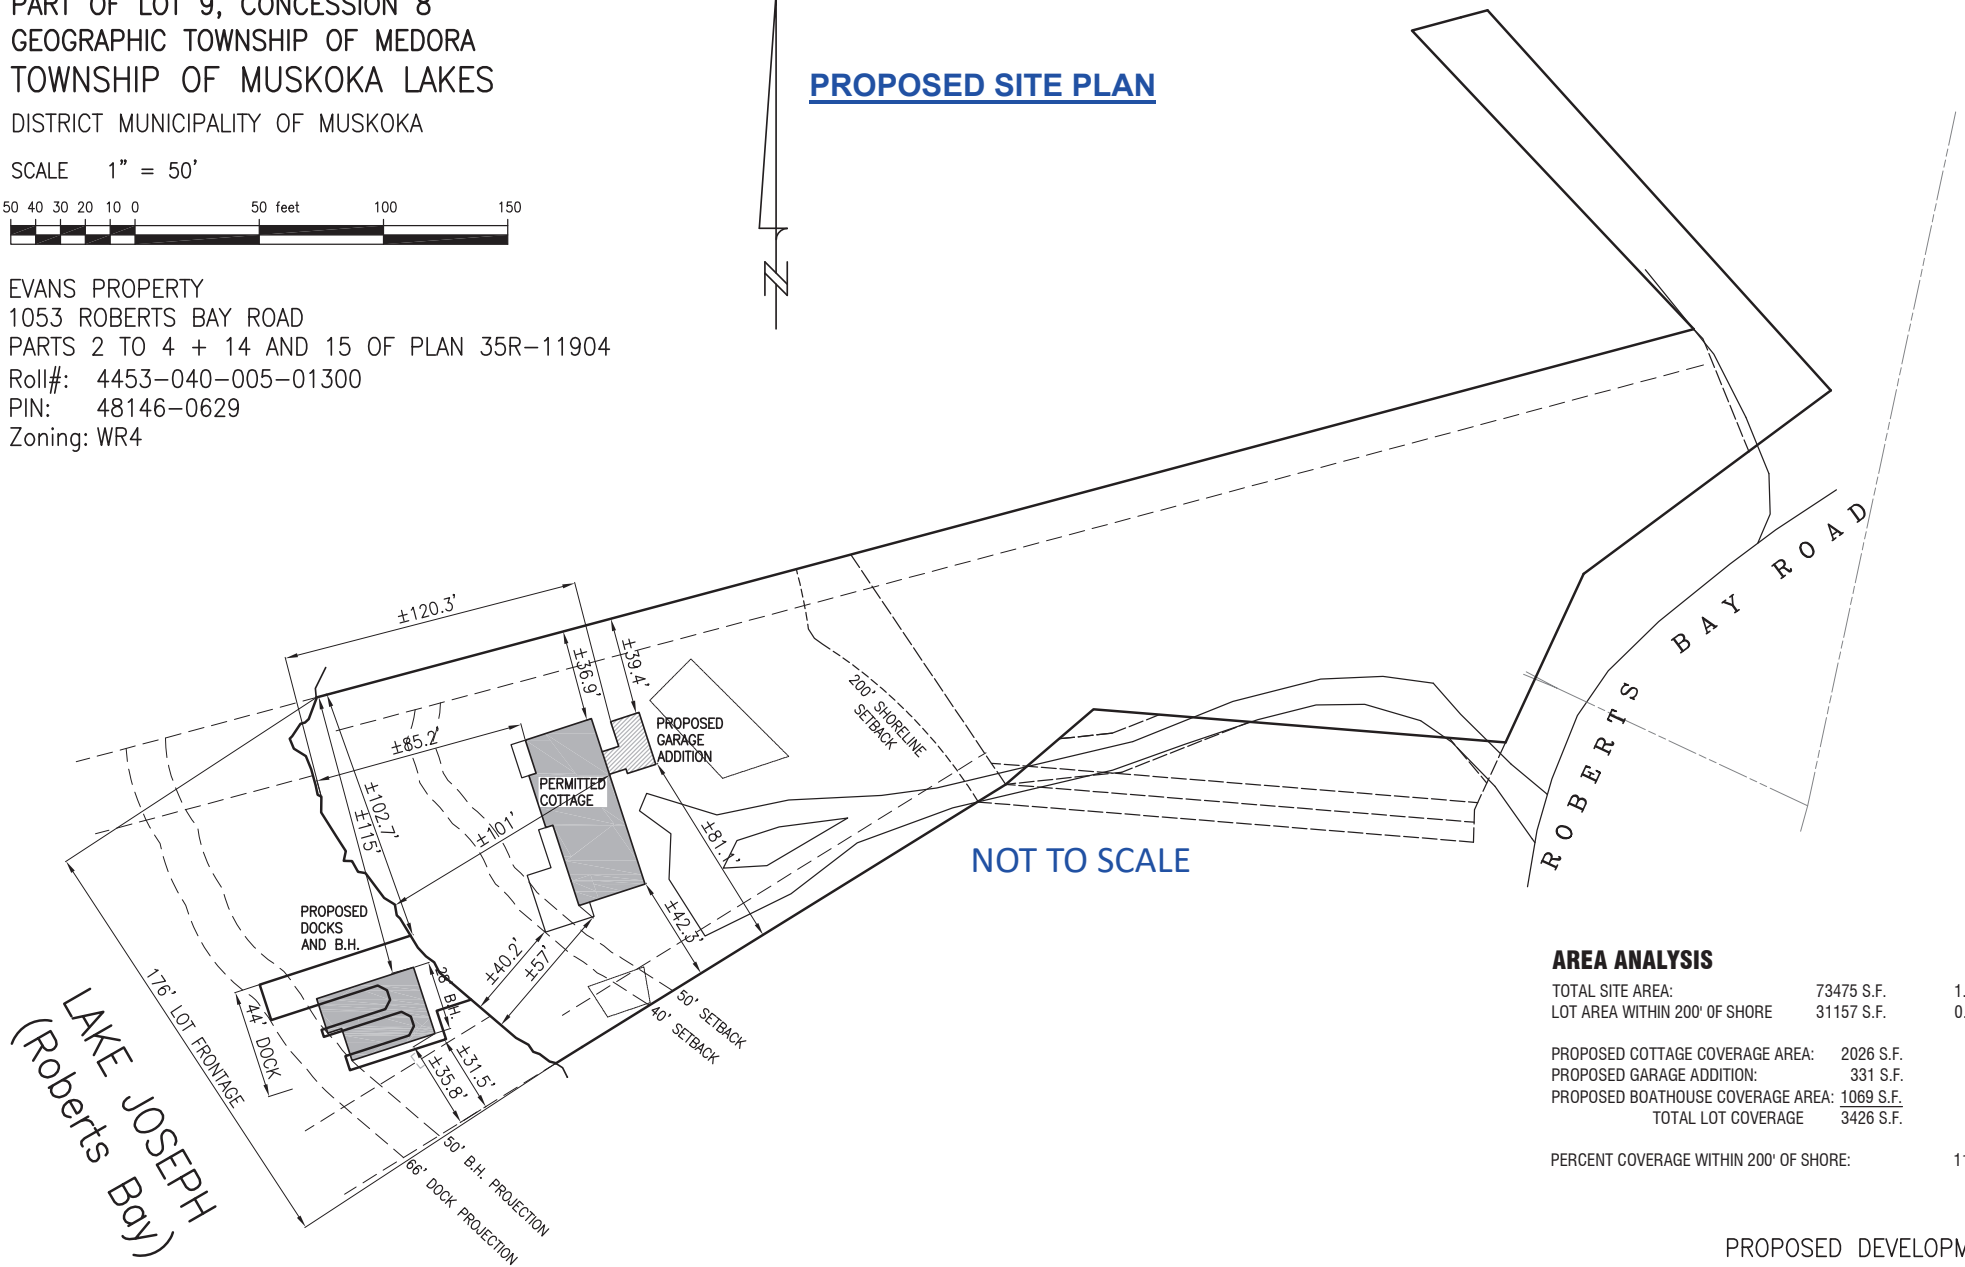 PART OF LOT 9, CONCESSION 8
GEOGRAPHIC TOWNSHIP OF MEDORA
TOWNSHIP OF MUSKOKA LAKES
DISTRICT MUNICIPALITY OF MUSKOKA
SCALE 1” = 50’
50 40 30 20 10 0 50 feet 100 150
EVANS PROPERTY
1053 ROBERTS BAY ROAD
PARTS 2 TO 4 + 14 AND 15 OF PLAN 35R-11904
Roll#: 4453-040-005-01300
PIN: 48146-0629
Zoning: WR4
PROPOSED SITE PLAN
N
±120.3'
±36.9'
±39.4'
±85.2'
PROPOSED
GARAGE
ADDITION
PERMITTED
COTTAGE
200' SHORELINE
SETBACK
±102.7'
±115'
±101'
±81.1'
±42.3'
±40.2'
±57'
PROPOSED
DOCKS
AND B.H.
28' B.H.
44' DOCK
176' LOT FRONTAGE
±31.5'
±35.8'
50' SETBACK
40' SETBACK
50' B.H. PROJECTION
66' DOCK PROJECTION
LAKE JOSEPH
(Roberts Bay)
NOT TO SCALE
ROBERTS BAY ROAD
AREA ANALYSIS
TOTAL SITE AREA: 73475 S.F. 1.
LOT AREA WITHIN 200' OF SHORE 31157 S.F. 0.
PROPOSED COTTAGE COVERAGE AREA: 2026 S.F.
PROPOSED GARAGE ADDITION: 331 S.F.
PROPOSED BOATHOUSE COVERAGE AREA: 1069 S.F.
TOTAL LOT COVERAGE 3426 S.F.
PERCENT COVERAGE WITHIN 200' OF SHORE: 11
PROPOSED DEVELOPM